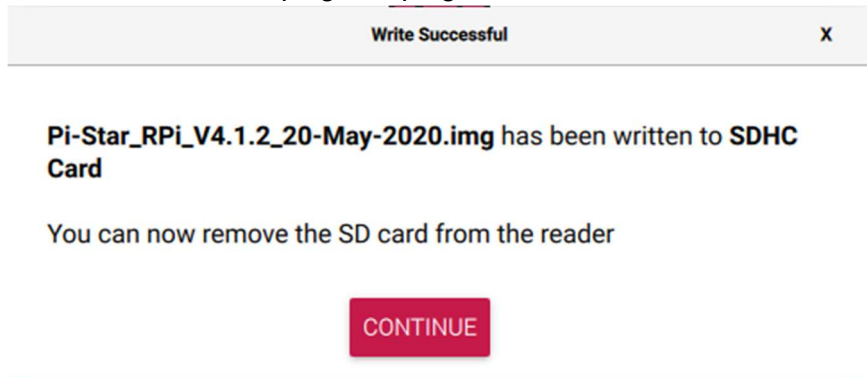 Write Successful X
Pi-Star_RPi_V4.1.2_20-May-2020.img has been written to SDHC
Card
You can now remove the SD card from the reader
CONTINUE